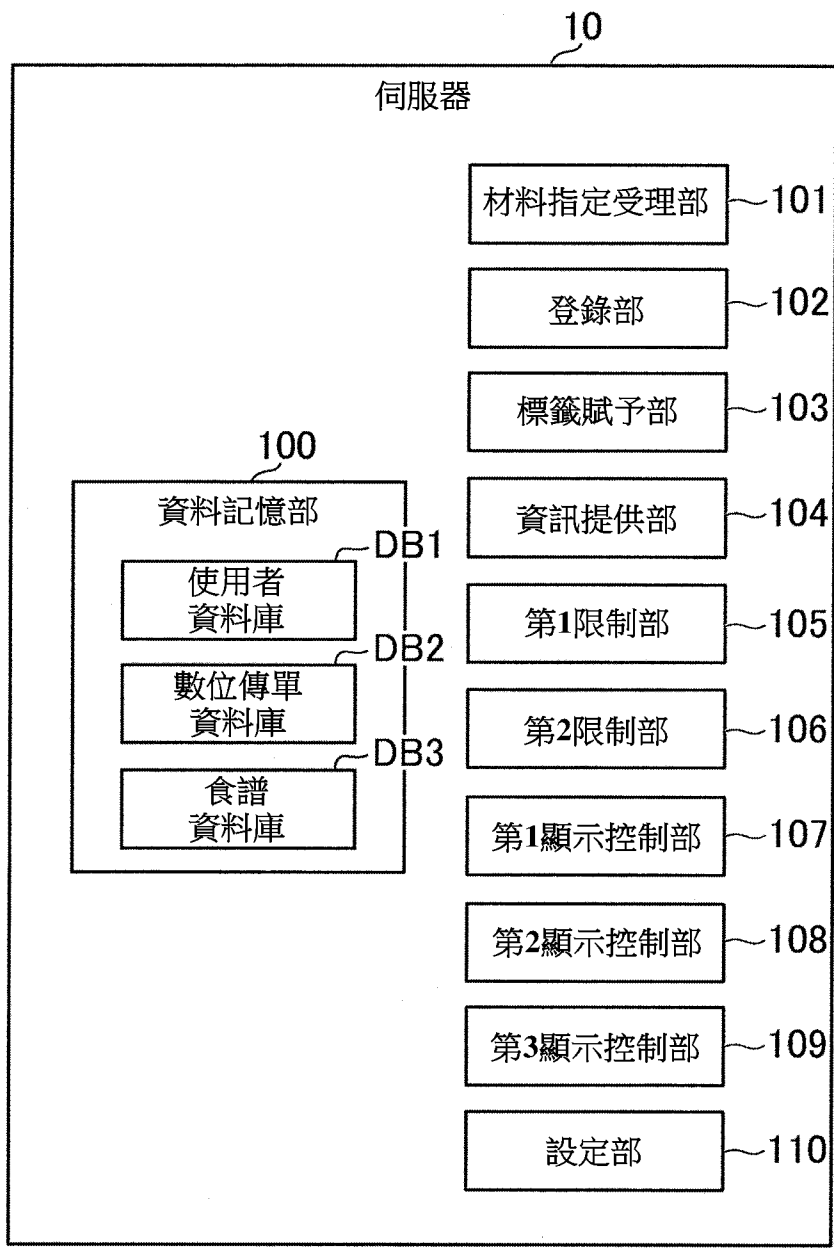 10
伺服器
100
資料記憶部
DB1
使用者
資料庫
DB2
數位傳單
資料庫
DB3
食譜
資料庫
材料指定受理部
101
登錄部
102
標籤賦予部
103
資訊提供部
104
第1限制部
105
第2限制部
106
第1顯示控制部
107
第2顯示控制部
108
第3顯示控制部
109
設定部
110